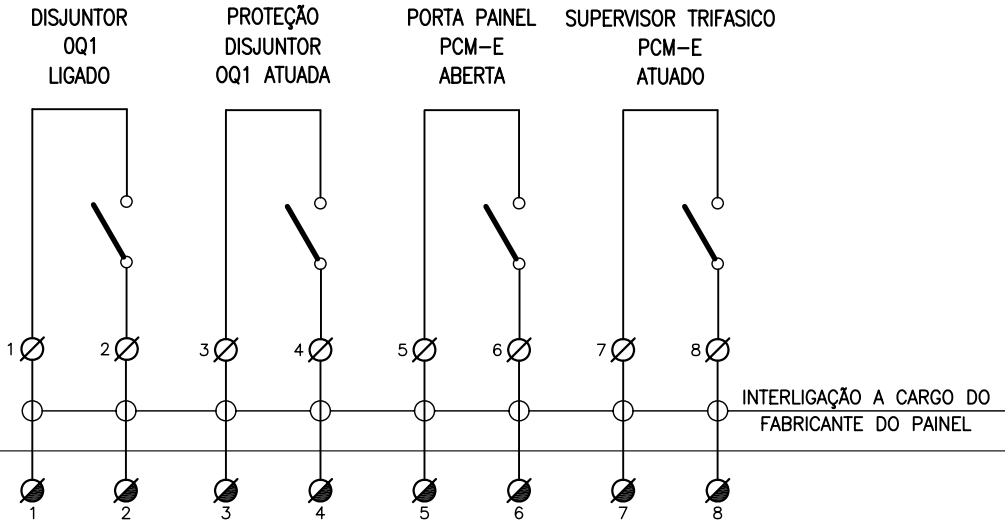 DISJUNTOR
0Q1
LIGADO
PROTEÇÃO
DISJUNTOR
0Q1 ATUADA
PORTA PAINEL
PCM-E
ABERTA
SUPERVISOR TRIFASICO
PCM-E
ATUADO
1 2 3 4 5 6 7 8
INTERLIGAÇÃO A CARGO DO
FABRICANTE DO PAINEL
1 2 3 4 5 6 7 8